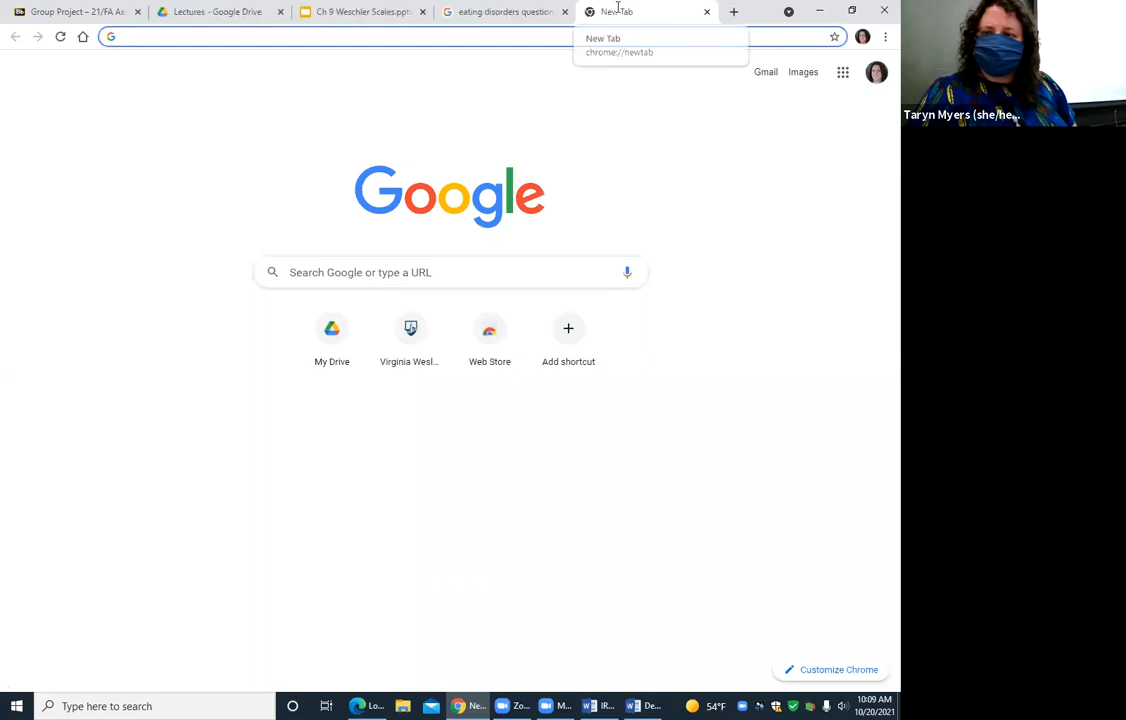 Group Project – 21/FA As
Lectures - Google Drive
Ch 9 Weschler Scales.ppt
eating disorders question
New Tab
New Tab
chrome://newtab
Gmail Images
Taryn Myers (she/he...
Google
Search Google or type a URL
My Drive
Virginia Wesl...
Web Store
Add shortcut
Customize Chrome
Type here to search
Lo...
Ne...
Zo...
M...
IR...
De...
54°F
10:09 AM
10/20/2021